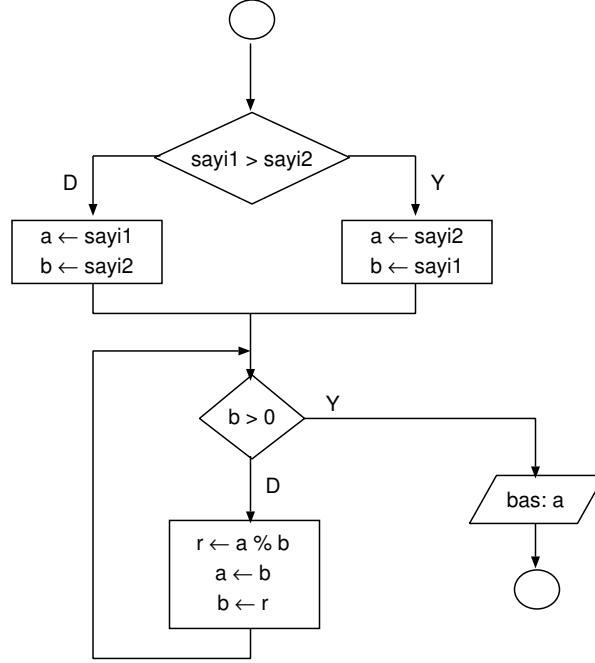 sayi1 > sayi2
D
Y
a ← sayi1
b ← sayi2
a ← sayi2
b ← sayi1
b > 0
Y
D
bas: a
r ← a % b
a ← b
b ← r